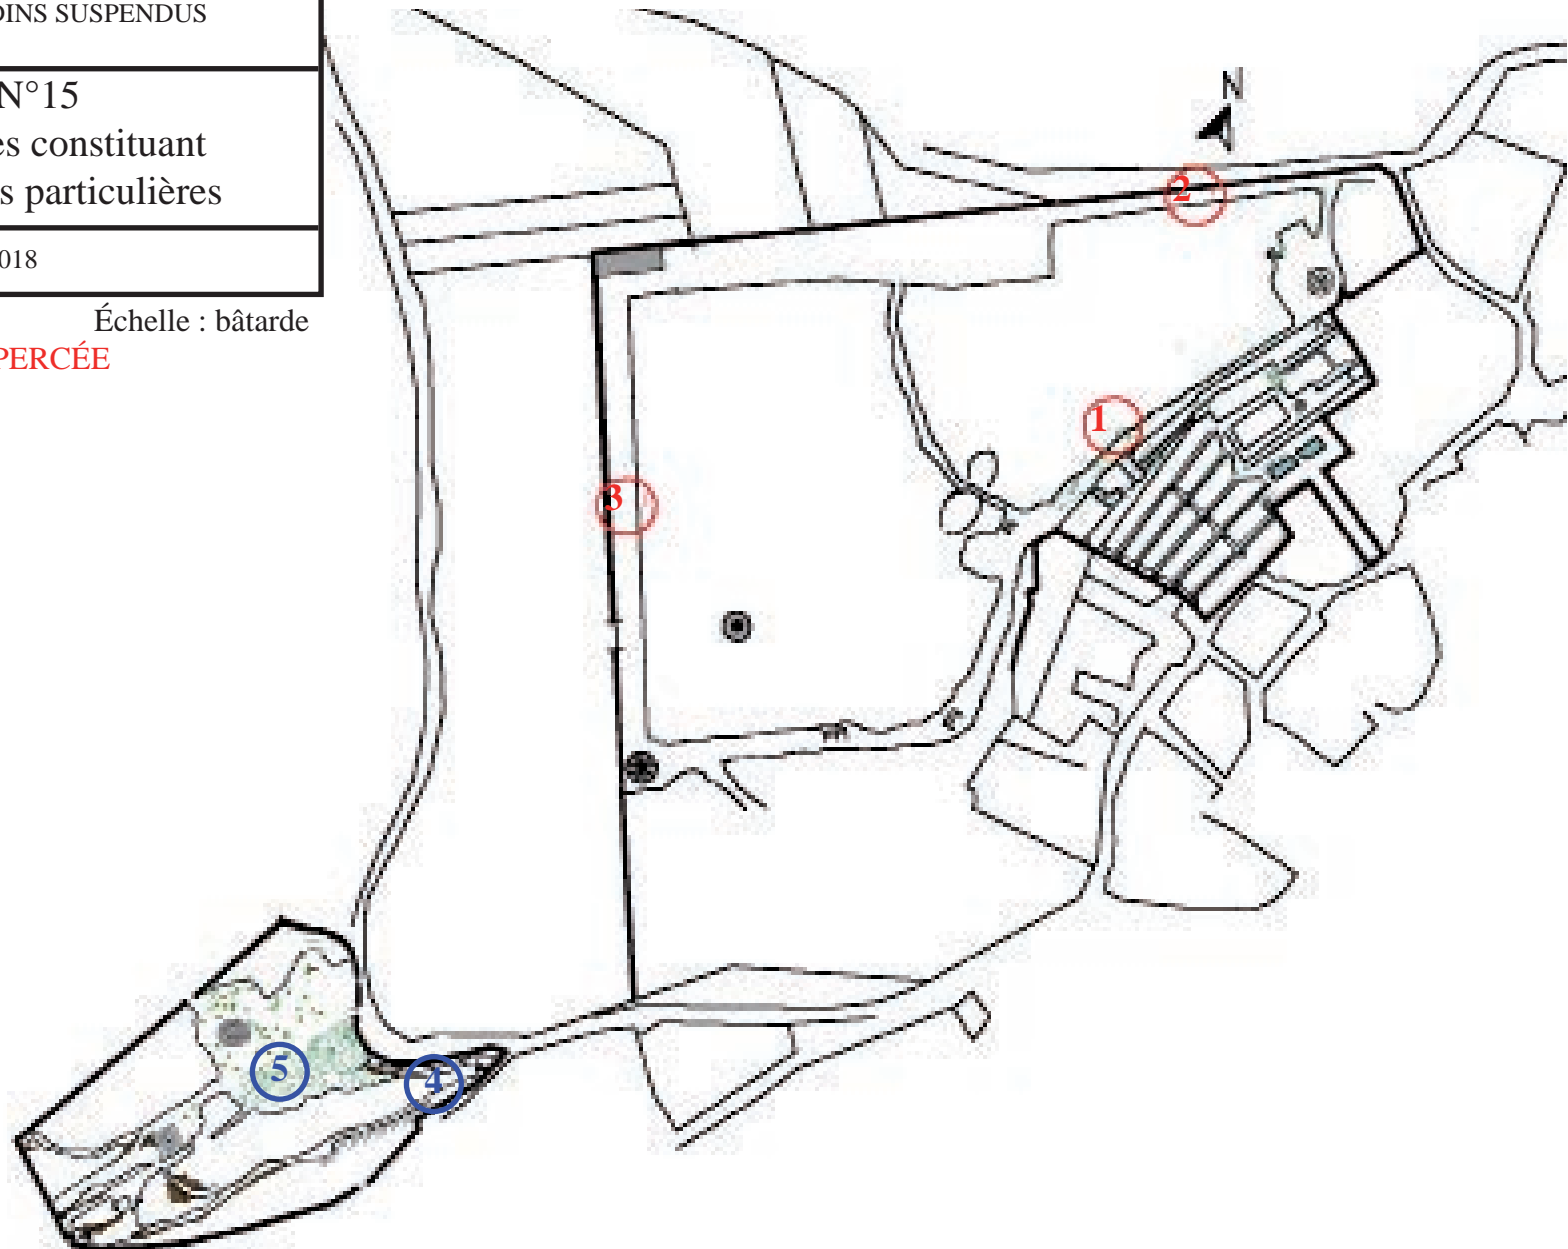 DINS SUSPENDUS
N°15
es constituant
s particulières
018
Échelle : bâtarde
PERCÉE
N
2
1
3
5
4